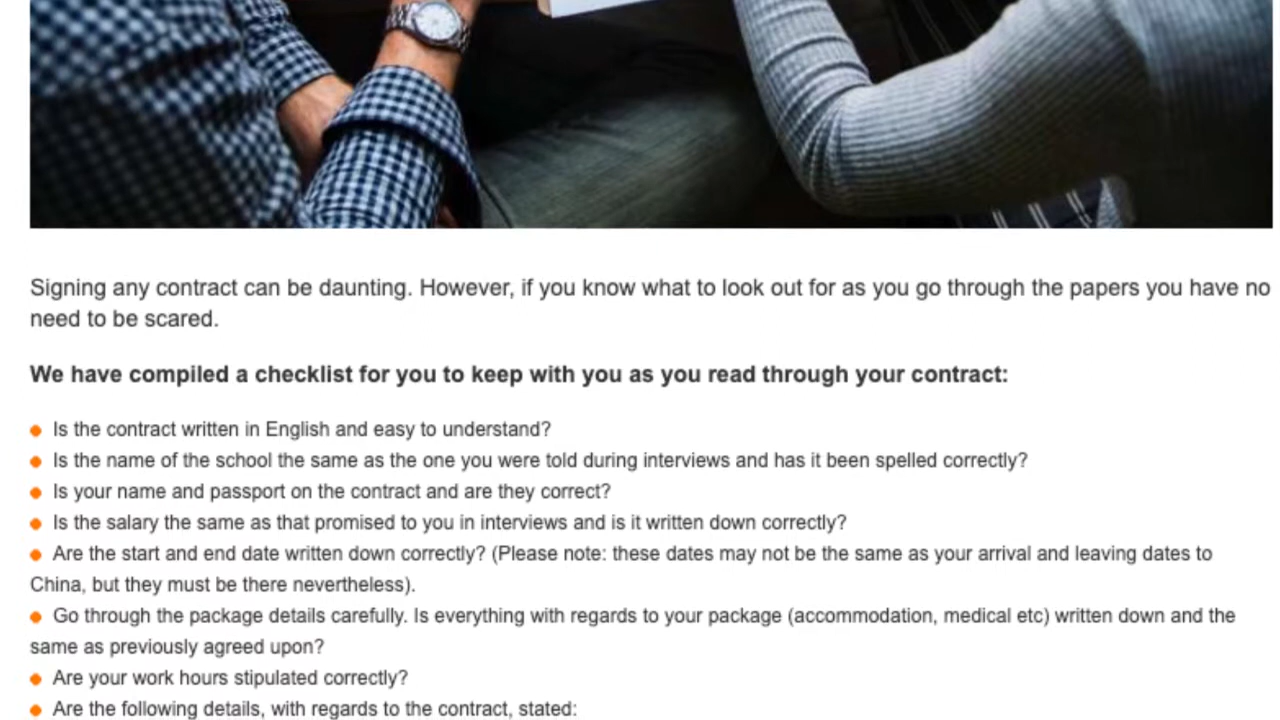 Signing any contract can be daunting. However, if you know what to look out for as you go through the papers you have no
need to be scared.
We have compiled a checklist for you to keep with you as you read through your contract:
Is the contract written in English and easy to understand?
Is the name of the school the same as the one you were told during interviews and has it been spelled correctly?
Is your name and passport on the contract and are they correct?
Is the salary the same as that promised to you in interviews and is it written down correctly?
Are the start and end date written down correctly? (Please note: these dates may not be the same as your arrival and leaving dates to
China, but they must be there nevertheless).
Go through the package details carefully. Is everything with regards to your package (accommodation, medical etc) written down and the
same as previously agreed upon?
Are your work hours stipulated correctly?
Are the following details, with regards to the contract, stated: